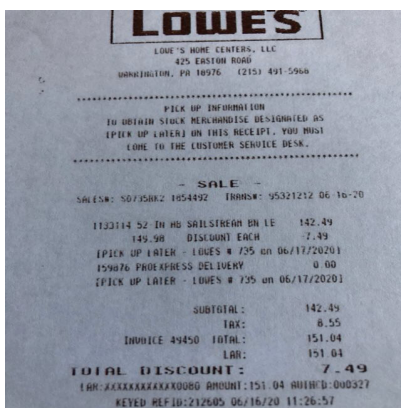 LOWE'S
LOWE'S HOME CENTERS, LLC
425 EASTON ROAD
WARRINGTON, PA 18976 (215) 491-5960
PICK UP INFORMATION
TO OBTAIN STOCK MERCHANDISE DESIGNATED AS
[PICK UP LATER] ON THIS RECEIPT, YOU MUST
COME TO THE CUSTOMER SERVICE DESK.
- SALE -
SALES#: S0735BK2 1854492 TRANS#: 95321212 06-16-20
1133114 52-IN HB SAILSTREAM BN LE 142.49
149.98 DISCOUNT EACH -7.49
[PICK UP LATER - LOWES # 735 on 06/17/2020]
159876 PROEXPRESS DELIVERY 0.00
[PICK UP LATER - LOWES # 735 on 06/17/2020]
SUBTOTAL: 142.49
TAX: 8.55
INVOICE 49450 TOTAL: 151.04
LAR: 151.04
TOTAL DISCOUNT: 7.49
LAR:XXXXXXXXXXXX0080 AMOUNT:151.04 AUTHCD:000327
KEYED REFID:212605 06/16/20 11:26:57